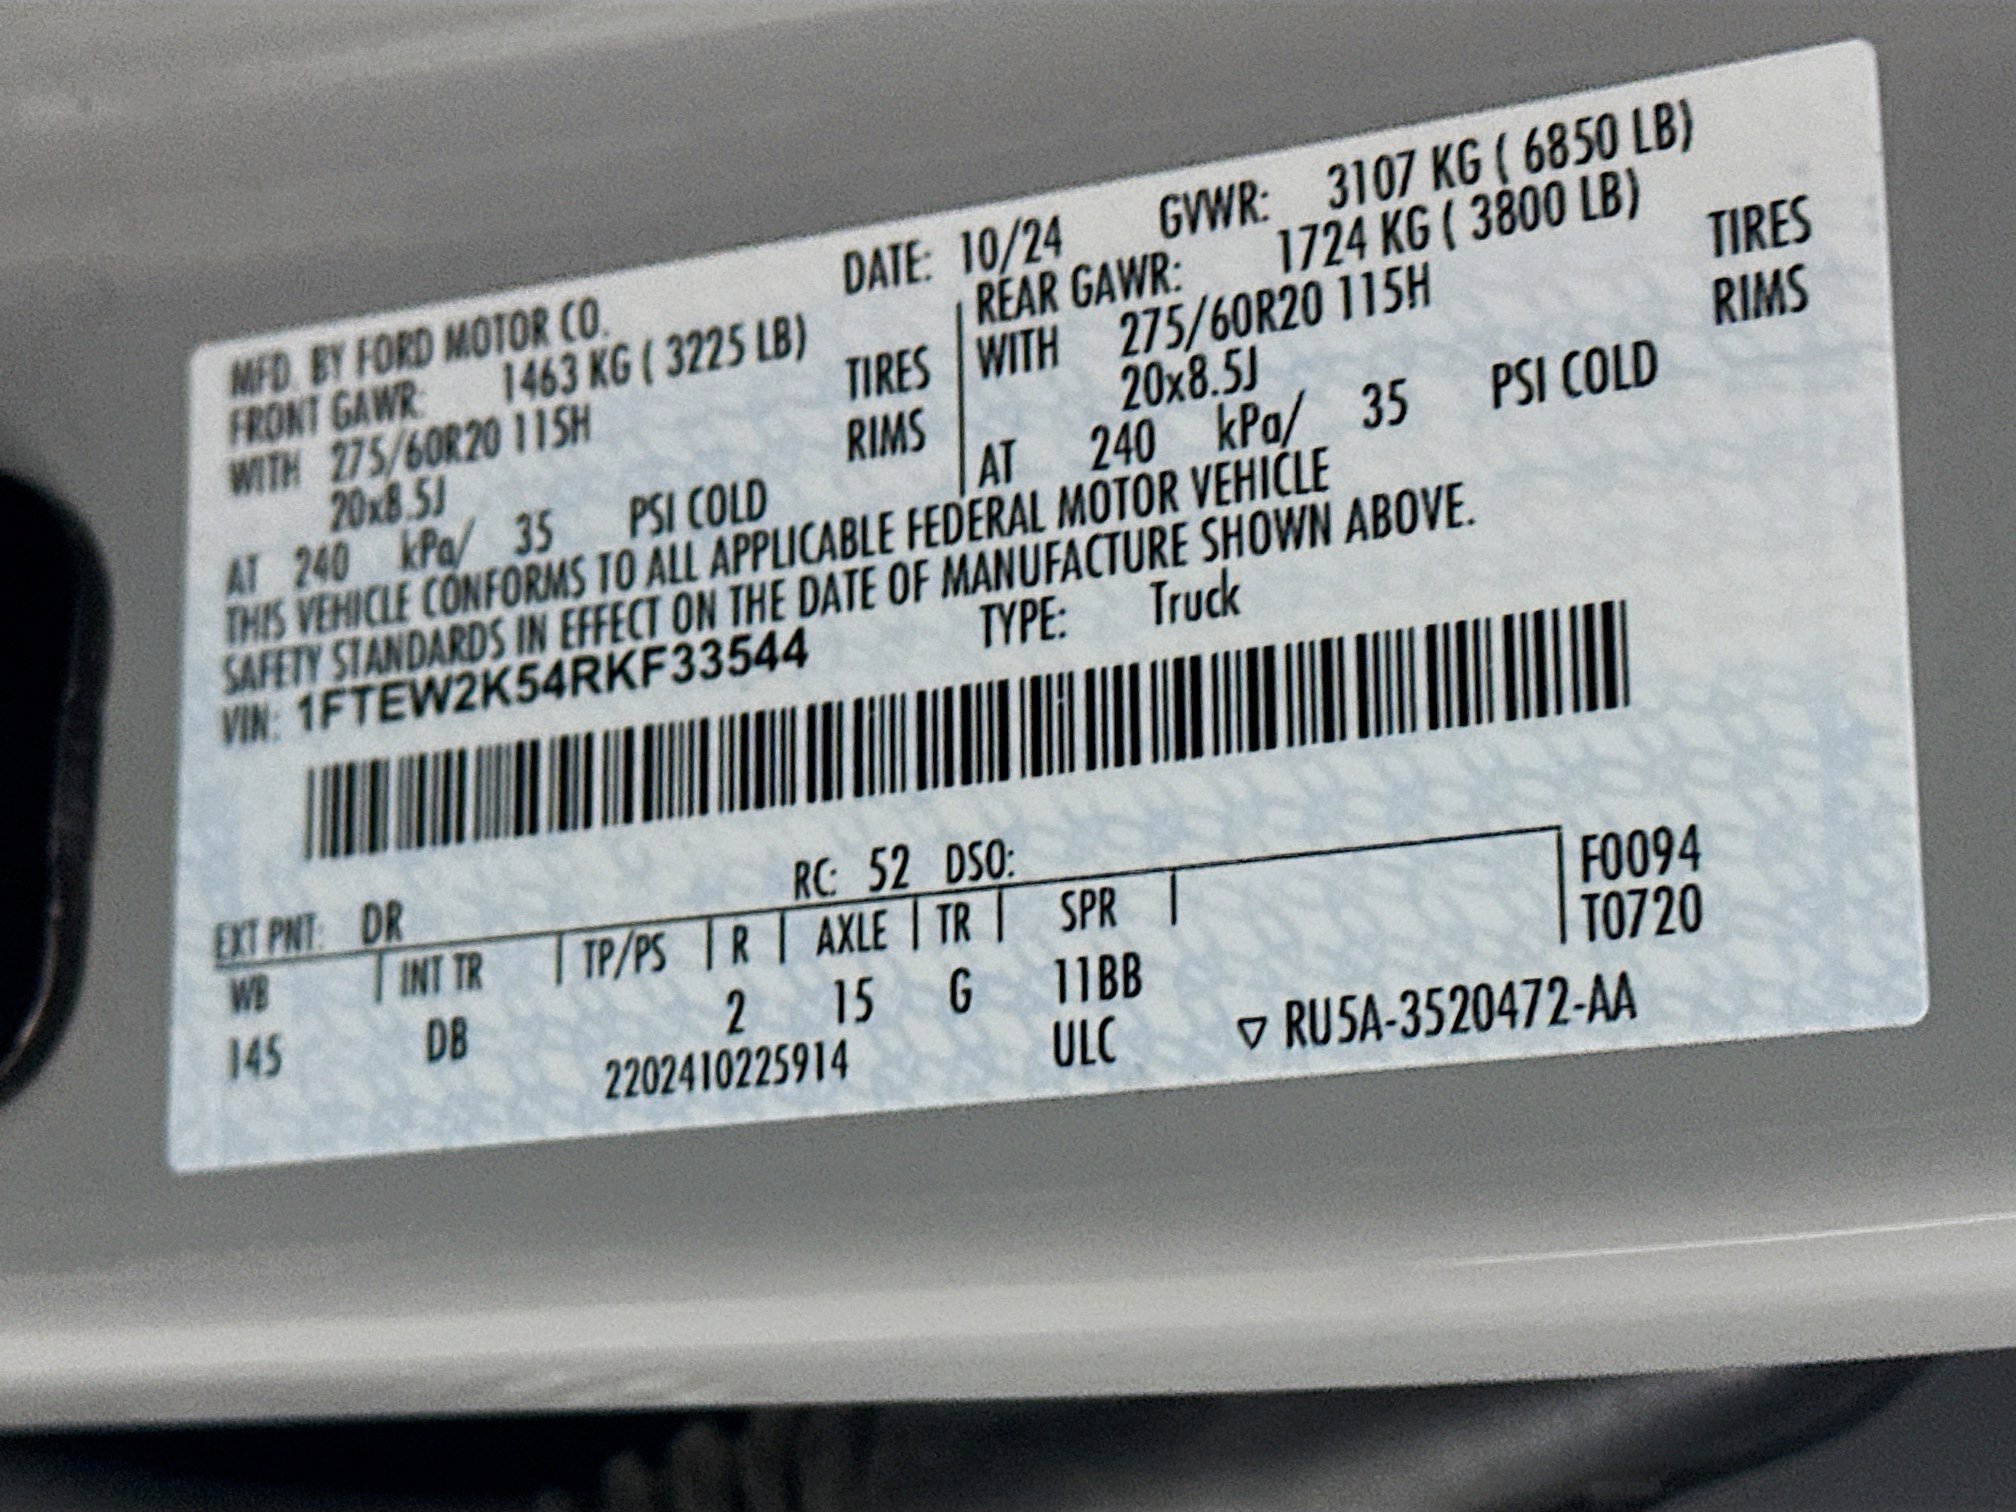 MFD. BY FORD MOTOR CO.
DATE: 10/24 GVWR: 3107 KG ( 6850 LB)
FRONT GAWR: 1463 KG ( 3225 LB)
REAR GAWR: 1724 KG ( 3800 LB)
WITH 275/60R20 115H TIRES
WITH 275/60R20 115H TIRES
20x8.5J RIMS
20x8.5J RIMS
AT 240 kPa/ 35 PSI COLD
AT 240 kPa/ 35 PSI COLD
THIS VEHICLE CONFORMS TO ALL APPLICABLE FEDERAL MOTOR VEHICLE
SAFETY STANDARDS IN EFFECT ON THE DATE OF MANUFACTURE SHOWN ABOVE.
VIN: 1FTEW2K54RKF33544 TYPE: Truck
EXT PNT: DR RC: 52 DSO: F0094
WB INT TR TP/PS R AXLE TR SPR T0720
145 DB 2 15 G 11BB
2202410225914 ULC ▽ RU5A-3520472-AA